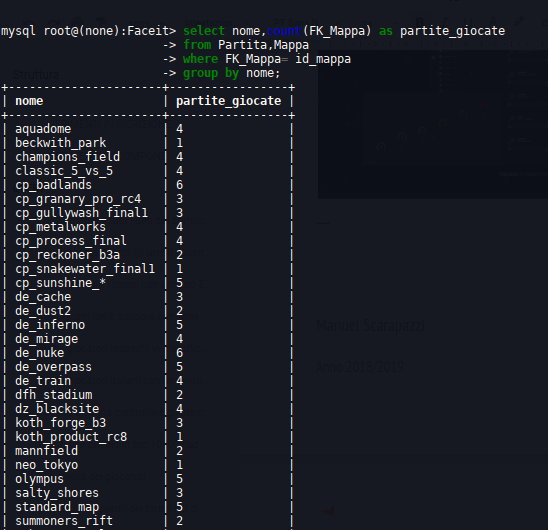 mysql root@(none):Faceit> select nome,count(FK_Mappa) as partite_giocate
-> from Partita,Mappa
-> where FK_Mappa= id_mappa
-> group by nome;
+---------------------+-----------------+
| nome | partite_giocate |
+---------------------+-----------------+
| aquadome | 4 |
| beckwith_park | 1 |
| champions_field | 4 |
| classic_5_vs_5 | 4 |
| cp_badlands | 6 |
| cp_granary_pro_rc4 | 3 |
| cp_gullywash_final1 | 3 |
| cp_metalworks | 4 |
| cp_process_final | 4 |
| cp_reckoner_b3a | 2 |
| cp_snakewater_final1 | 1 |
| cp_sunshine_* | 5 |
| de_cache | 3 |
| de_dust2 | 2 |
| de_inferno | 5 |
| de_mirage | 4 |
| de_nuke | 6 |
| de_overpass | 5 |
| de_train | 4 |
| dfh_stadium | 2 |
| dz_blacksite | 4 |
| koth_forge_b3 | 3 |
| koth_product_rc8 | 1 |
| mannfield | 2 |
| neo_tokyo | 1 |
| olympus | 5 |
| salty_shores | 3 |
| standard_map | 5 |
| summoners_rift | 2 |